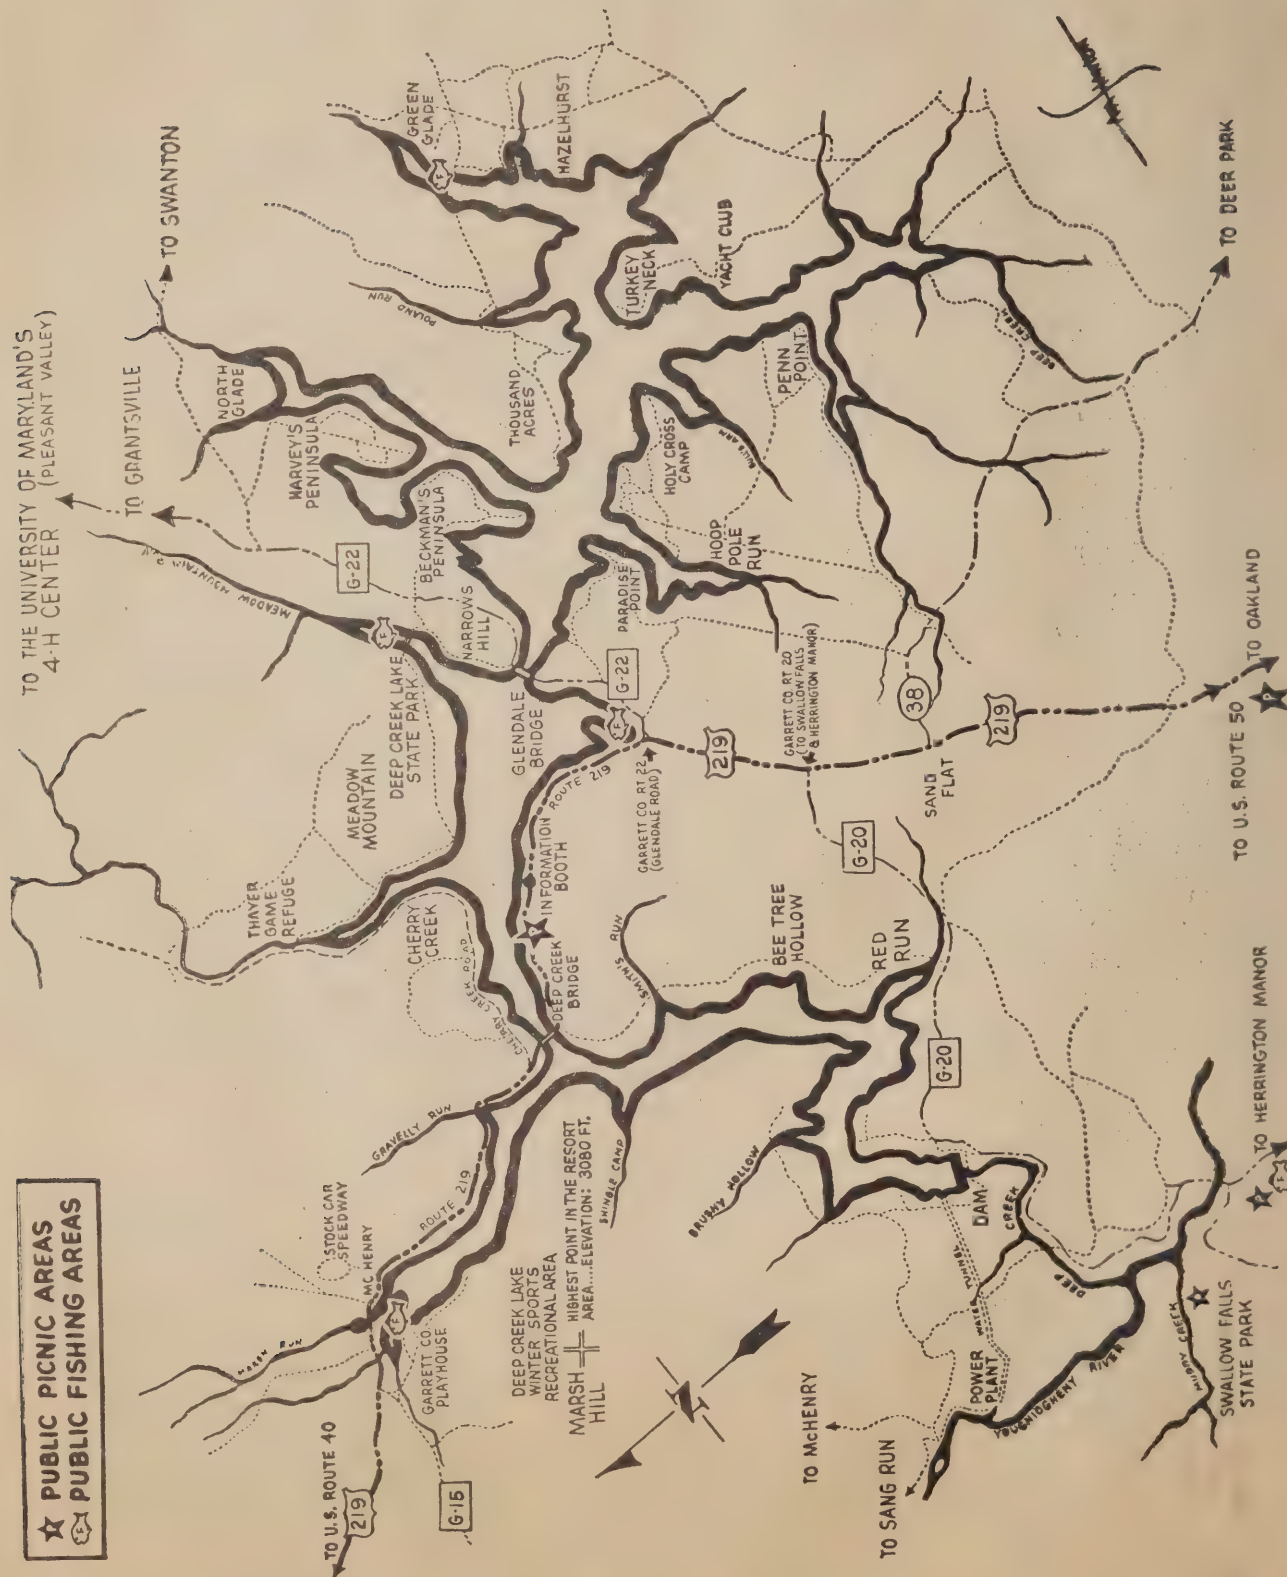 PUBLIC PICNIC AREAS
F PUBLIC FISHING AREAS
TO U.S. ROUTE 40
219
G-15
MARSH RUN
STOCK CAR
SPEEDWAY
MC HENRY
ROUTE 219
GRAVELLY RUN
F
GARRETT CO.
PLAYHOUSE
DEEP CREEK LAKE
WINTER SPORTS
RECREATIONAL AREA
MARSH
HILL
HIGHEST POINT IN THE RESORT
AREA....ELEVATION: 3080 FT.
SHINGLE CAMP
BRUSHY HOLLOW
N
TO McHENRY
TO SANG RUN
POWER
PLANT
WATER TUNNEL
DAM
DEEP CREEK
YOUGHIOGHENY RIVER
MUDDY CREEK
SWALLOW FALLS
STATE PARK
P
F
TO HERRINGTON MANOR
G-20
RED
RUN
BEE TREE
HOLLOW
SMITH'S RUN
DEEP CREEK
BRIDGE
CHERRY CREEK ROAD
CHERRY
CREEK
THAYER
GAME
REFUGE
MEADOW
MOUNTAIN
P
INFORMATION
BOOTH
ROUTE 219
GARRETT CO RT 22
(GLENDALE ROAD)
G-20
219
GARRETT CO. RT 20
(TO SWALLOW FALLS
& HERRINGTON MANOR)
SAND
FLAT
38
219
TO U.S. ROUTE 50
P
TO OAKLAND
DEEP CREEK LAKE
STATE PARK
F
GLENDALE
BRIDGE
F
G-22
NARROWS
HILL
MEADOW MOUNTAIN RUN
G-22
TO THE UNIVERSITY OF MARYLAND'S
4-H CENTER (PLEASANT VALLEY)
TO GRANTSVILLE
BECKMAN'S
PENINSULA
PARADISE
POINT
HOOP
POLE
RUN
HOLY CROSS
CAMP
HARVEY'S
PENINSULA
NORTH
GLADE
THOUSAND
ACRES
PENN
POINT
DEEP CREEK
TO SWANTON
POLAND RUN
TURKEY
NECK
YACHT CLUB
TO DEER PARK
GREEN
GLADE
F
HAZELHURST